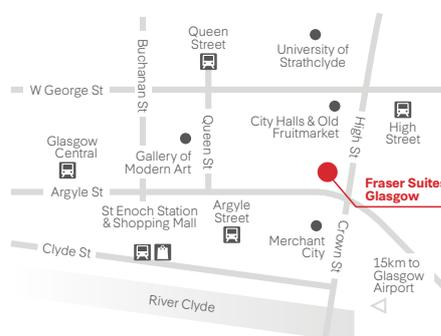 Queen
Street
University of
Strathclyde
Buchanan St
W George St
City Halls & Old
Fruitmarket
High St
High
Street
Queen St
Glasgow
Central
Gallery of
Modern Art
Fraser Suites
Glasgow
Argyle St
St Enoch Station
& Shopping Mall
Argyle
Street
Merchant
City
Crown St
Clyde St
15km to
Glasgow
Airport
River Clyde